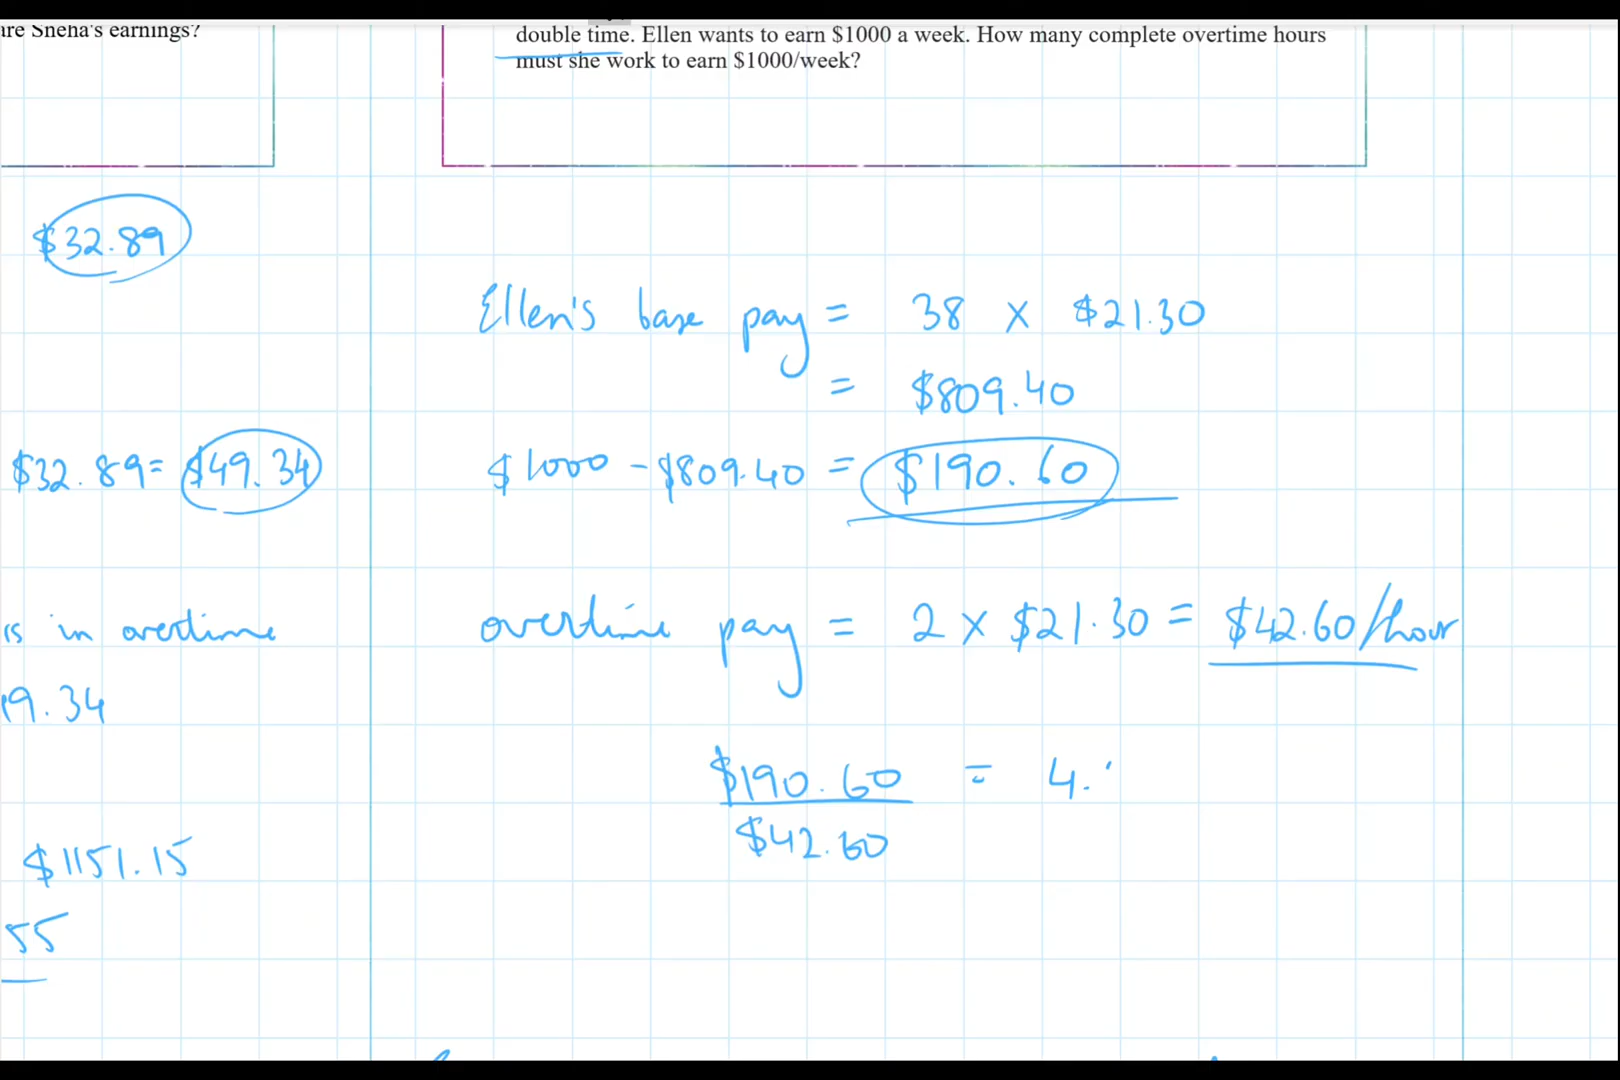 are Sneha's earnings?
double time. Ellen wants to earn $1000 a week. How many complete overtime hours
must she work to earn $1000/week?
$32.89
$32.89= $49.34
is in overtime
49.34
$1151.15
55
Ellen's base pay = 38 x $21.30
= $809.40
$1000 - $809.40 = $190.60
overtime pay = 2 x $21.30 = $42.60/hour
$190.60 = 4.
$42.60